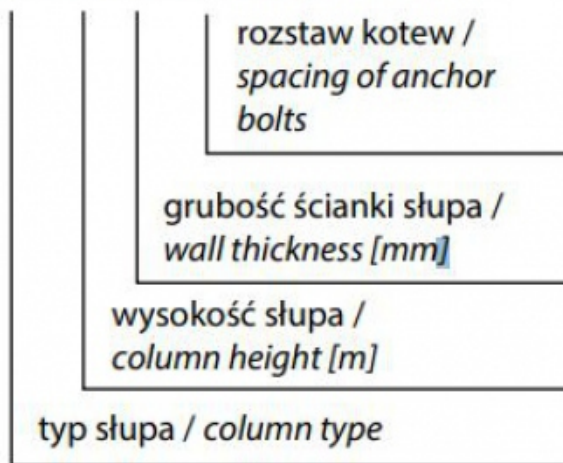 rozstaw kotew /
spacing of anchor
bolts
grubość ścianki słupa /
wall thickness [mm]
wysokość słupa /
column height [m]
typ słupa / column type